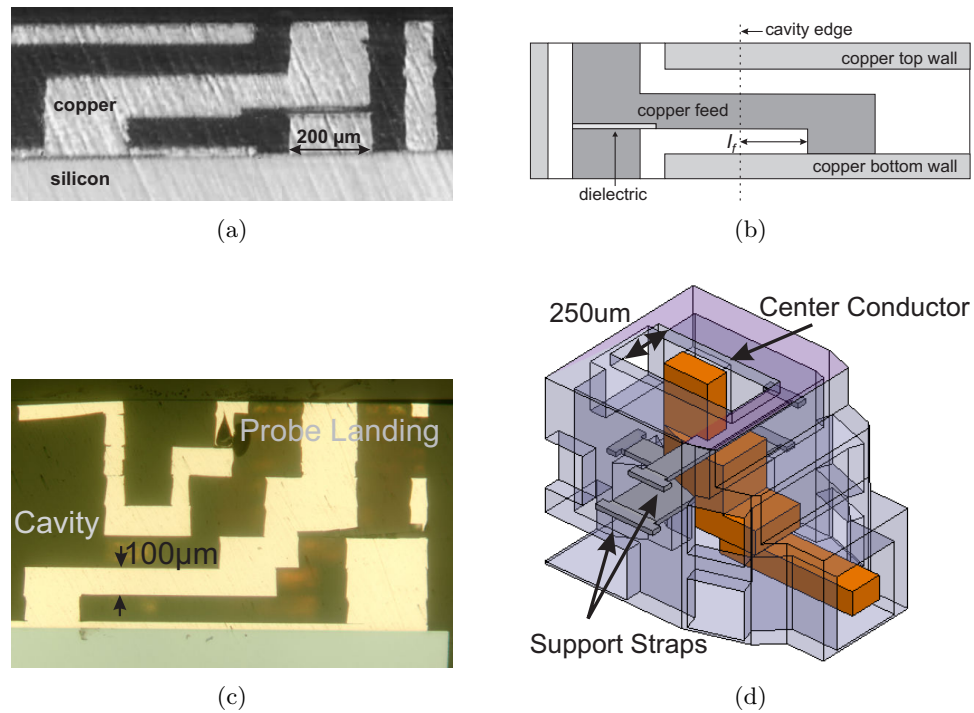 copper
200 μm
silicon
(a)
cavity edge
copper top wall
copper feed
lf
copper bottom wall
dielectric
(b)
Probe Landing
Cavity
100μm
(c)
250um
Center Conductor
Support Straps
(d)